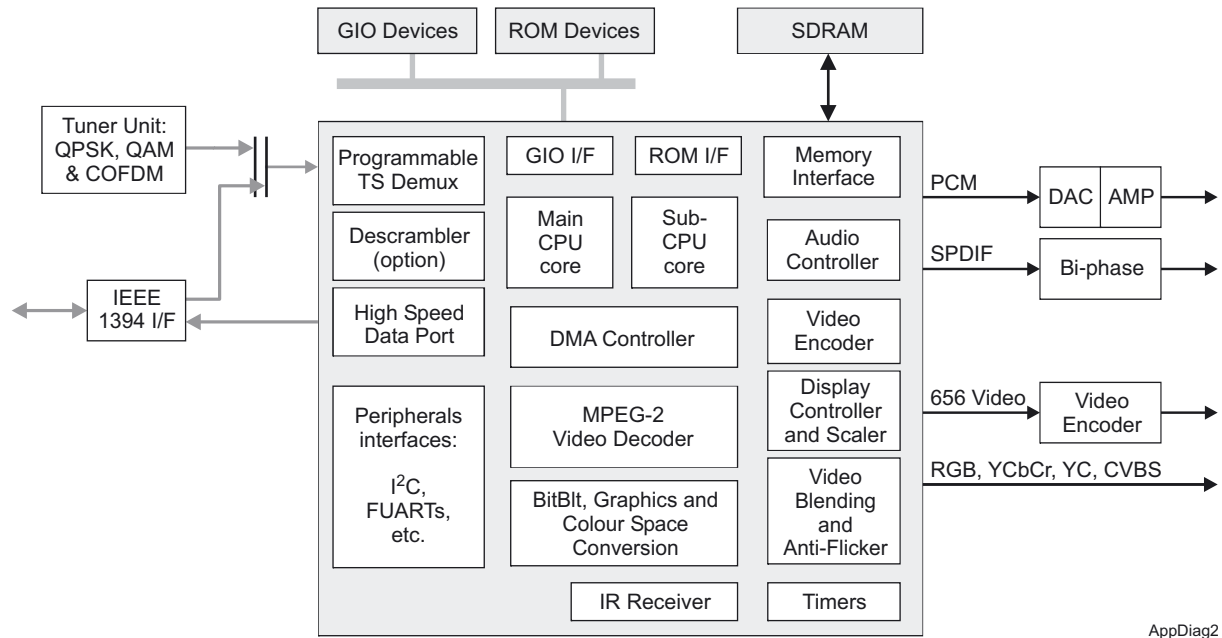 GIO Devices
ROM Devices
SDRAM
Tuner Unit:
QPSK, QAM
& COFDM
IEEE
1394 I/F
Programmable
TS Demux
Descrambler
(option)
High Speed
Data Port
Peripherals
interfaces:
I²C,
FUARTs,
etc.
GIO I/F
ROM I/F
Main
CPU
core
Sub-
CPU
core
DMA Controller
MPEG-2
Video Decoder
BitBlt, Graphics and
Colour Space
Conversion
IR Receiver
Memory
Interface
Audio
Controller
Video
Encoder
Display
Controller
and Scaler
Video
Blending
and
Anti-Flicker
Timers
PCM
DAC
AMP
SPDIF
Bi-phase
656 Video
Video
Encoder
RGB, YCbCr, YC, CVBS
AppDiag2